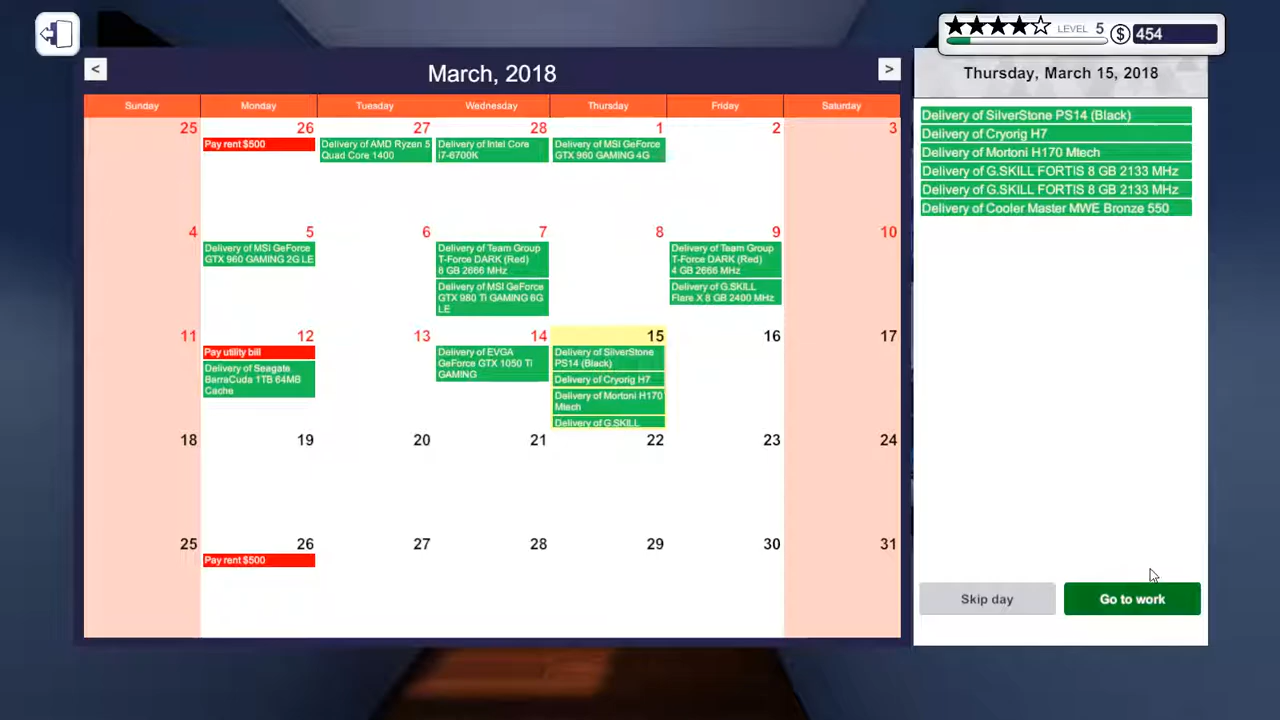 LEVEL 5
$ 454
<
March, 2018
>
Thursday, March 15, 2018
Sunday
Monday
Tuesday
Wednesday
Thursday
Friday
Saturday
25
26
27
28
1
2
3
Pay rent $500
Delivery of AMD Ryzen 5
Quad Core 1400
Delivery of Intel Core
i7-6700K
Delivery of MSI GeForce
GTX 960 GAMING 4G
4
5
6
7
8
9
10
Delivery of MSI GeForce
GTX 960 GAMING 2G LE
Delivery of Team Group
T-Force DARK (Red)
8 GB 2666 MHz
Delivery of MSI GeForce
GTX 980 Ti GAMING 6G
LE
Delivery of Team Group
T-Force DARK (Red)
4 GB 2666 MHz
Delivery of G.SKILL
Flare X 8 GB 2400 MHz
11
12
13
14
15
16
17
Pay utility bill
Delivery of Seagate
BarraCuda 1TB 64MB
Cache
Delivery of EVGA
GeForce GTX 1050 Ti
GAMING
Delivery of SilverStone
PS14 (Black)
Delivery of Cryorig H7
Delivery of Mortoni H170
Mtech
Delivery of G.SKILL
18
19
20
21
22
23
24
25
26
27
28
29
30
31
Pay rent $500
Delivery of SilverStone PS14 (Black)
Delivery of Cryorig H7
Delivery of Mortoni H170 Mtech
Delivery of G.SKILL FORTIS 8 GB 2133 MHz
Delivery of G.SKILL FORTIS 8 GB 2133 MHz
Delivery of Cooler Master MWE Bronze 550
Skip day
Go to work